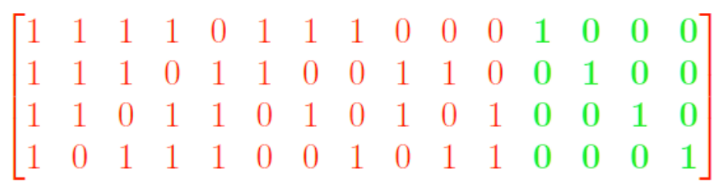 1 1 1 1 0 1 1 1 0 0 0 1 0 0 0
1 1 1 0 1 1 0 0 1 1 0 0 1 0 0
1 1 0 1 1 0 1 0 1 0 1 0 0 1 0
1 0 1 1 1 0 0 1 0 1 1 0 0 0 1